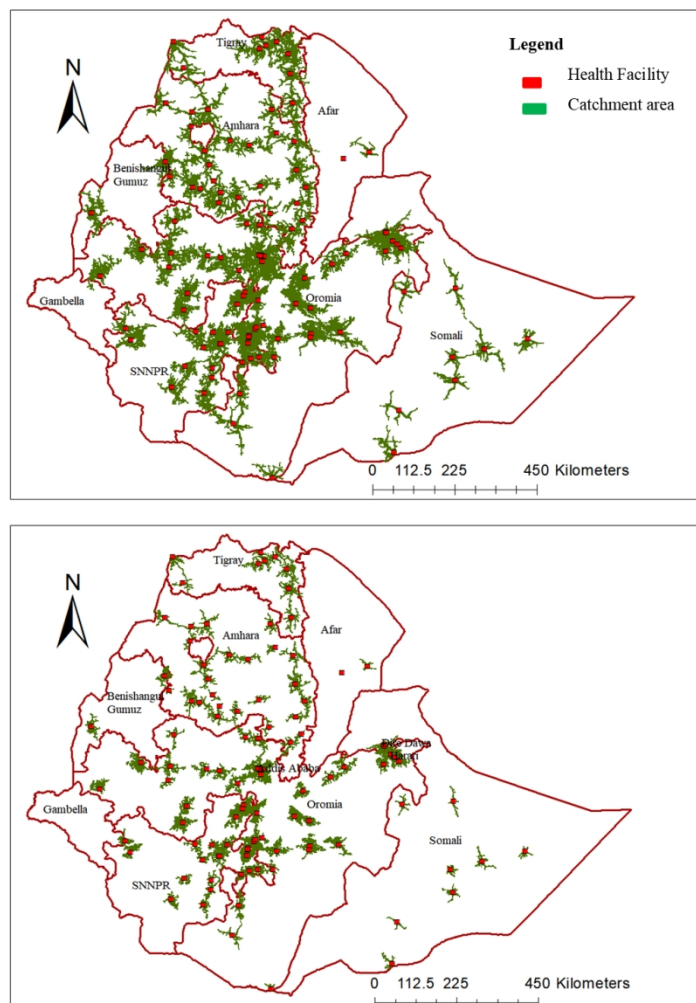 Legend
Health Facility
Catchment area
N
Tigray
Afar
Amhara
Benishangul
Gumuz
Gambella
Oromia
Somali
SNNPR
0 112.5 225 450 Kilometers
N
Tigray
Amhara
Afar
Benishangul
Gumuz
Dire Dawa
Harari
Addis Ababa
Gambella
Oromia
Somali
SNNPR
0 112.5 225 450 Kilometers